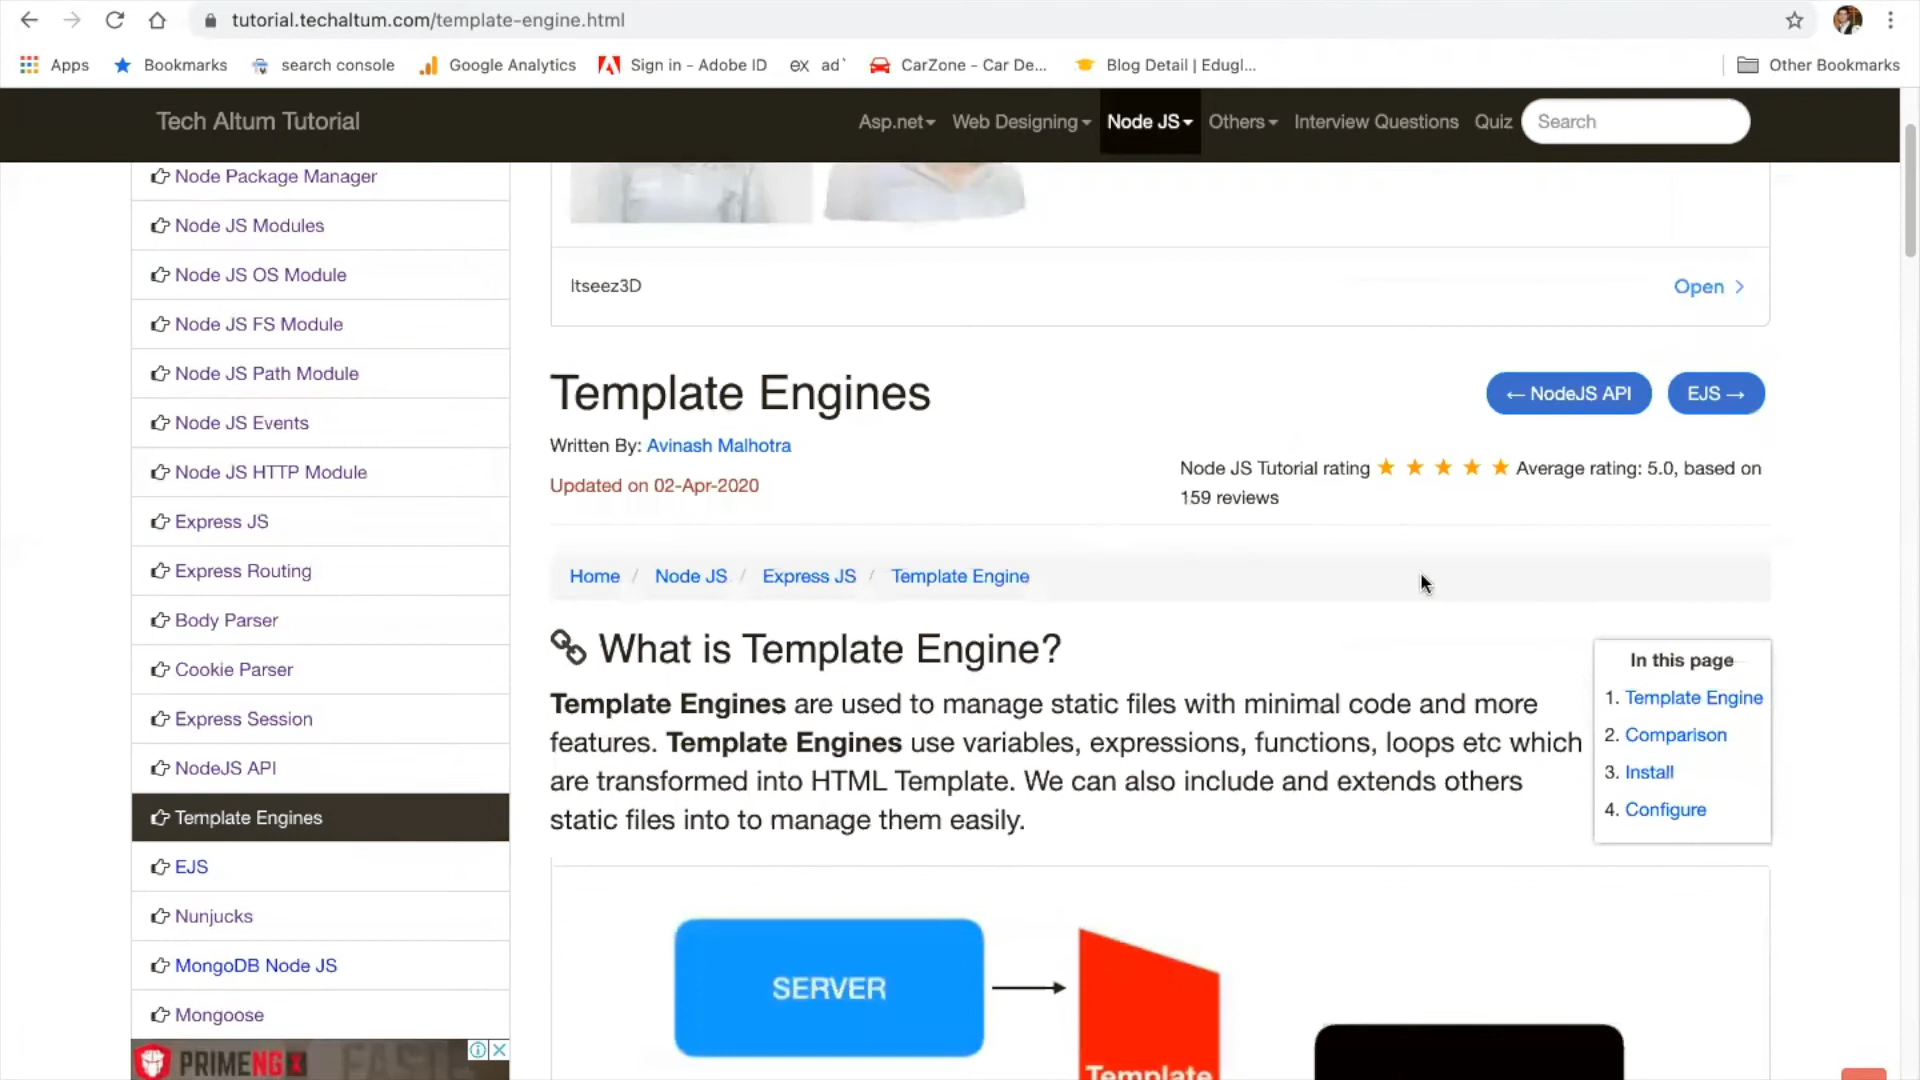 tutorial.techaltum.com/template-engine.html
Apps Bookmarks search console Google Analytics Sign in - Adobe ID ex ad` CarZone - Car De... Blog Detail | Edugl... Other Bookmarks
Tech Altum Tutorial Asp.net Web Designing Node JS Others Interview Questions Quiz Search
Node Package Manager
Node JS Modules
Node JS OS Module
Node JS FS Module
Node JS Path Module
Node JS Events
Node JS HTTP Module
Express JS
Express Routing
Body Parser
Cookie Parser
Express Session
NodeJS API
Template Engines
EJS
Nunjucks
MongoDB Node JS
Mongoose
PRIMENG X
FAST
Itseez3D Open >
Template Engines
← NodeJS API EJS →
Written By: Avinash Malhotra
Updated on 02-Apr-2020
Node JS Tutorial rating ★ ★ ★ ★ ★ Average rating: 5.0, based on
159 reviews
Home / Node JS / Express JS / Template Engine
What is Template Engine?
Template Engines are used to manage static files with minimal code and more
features. Template Engines use variables, expressions, functions, loops etc which
are transformed into HTML Template. We can also include and extends others
static files into to manage them easily.
In this page
1. Template Engine
2. Comparison
3. Install
4. Configure
SERVER
Template